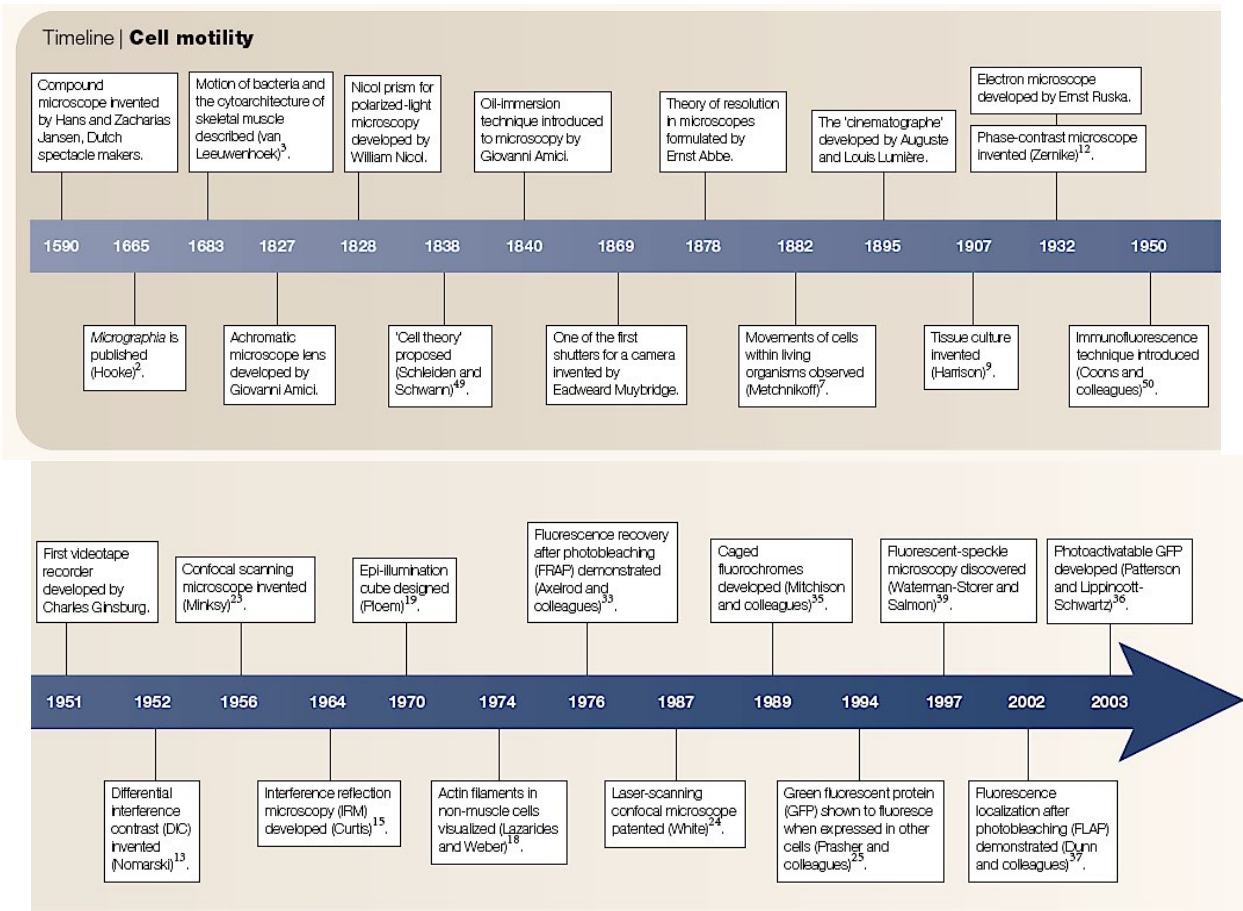 Timeline | Cell motility
Compound
microscope invented
by Hans and Zacharias
Jansen, Dutch
spectacle makers.
Motion of bacteria and
the cytoarchitecture of
skeletal muscle
described (van
Leeuwenhoek)3.
Nicol prism for
polarized-light
microscopy
developed by
William Nicol.
Oil-immersion
technique introduced
to microscopy by
Giovanni Amici.
Theory of resolution
in microscopes
formulated by
Ernst Abbe.
The 'cinematographe'
developed by Auguste
and Louis Lumière.
Electron microscope
developed by Ernst Ruska.
Phase-contrast microscope
invented (Zernike)12.
1590 1665 1683 1827 1828 1838 1840 1869 1878 1882 1895 1907 1932 1950
Micrographia is
published
(Hooke)2.
Achromatic
microscope lens
developed by
Giovanni Amici.
'Cell theory'
proposed
(Schleiden and
Schwann)49.
One of the first
shutters for a camera
invented by
Eadweard Muybridge.
Movements of cells
within living
organisms observed
(Metchnikoff)7.
Tissue culture
invented
(Harrison)9.
Immunofluorescence
technique introduced
(Coons and
colleagues)50.
First videotape
recorder
developed by
Charles Ginsburg.
Confocal scanning
microscope invented
(Minksy)23.
Epi-illumination
cube designed
(Ploem)19.
Fluorescence recovery
after photobleaching
(FRAP) demonstrated
(Axelrod and
colleagues)33.
Caged
fluorochromes
developed (Mitchison
and colleagues)35.
Fluorescent-speckle
microscopy discovered
(Waterman-Storer and
Salmon)39.
Photoactivatable GFP
developed (Patterson
and Lippincott-
Schwartz)36.
1951 1952 1956 1964 1970 1974 1976 1987 1989 1994 1997 2002 2003
Differential
interference
contrast (DIC)
invented
(Nomarski)13.
Interference reflection
microscopy (IRM)
developed (Curtis)15.
Actin filaments in
non-muscle cells
visualized (Lazarides
and Weber)18.
Laser-scanning
confocal microscope
patented (White)24.
Green fluorescent protein
(GFP) shown to fluoresce
when expressed in other
cells (Prasher and
colleagues)25.
Fluorescence
localization after
photobleaching (FLAP)
demonstrated (Dunn
and colleagues)37.